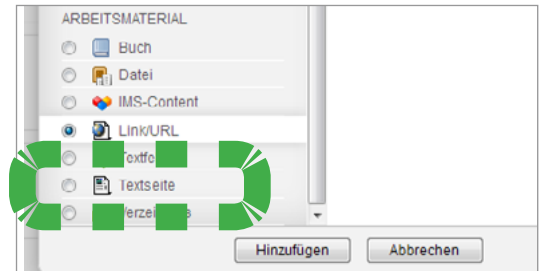 ARBEITSMATERIAL
Buch
Datei
IMS-Content
Link/URL
Textseite
Hinzufügen
Abbrechen